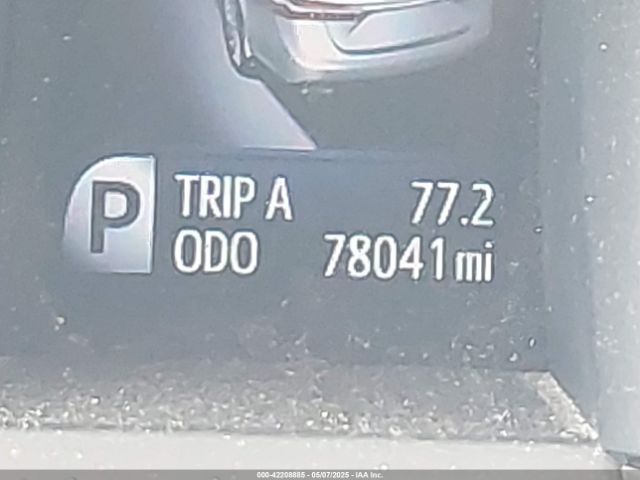 P
TRIP A 77.2
ODO 78041 mi
000-42208885 - 05/07/2025 - IAA Inc.